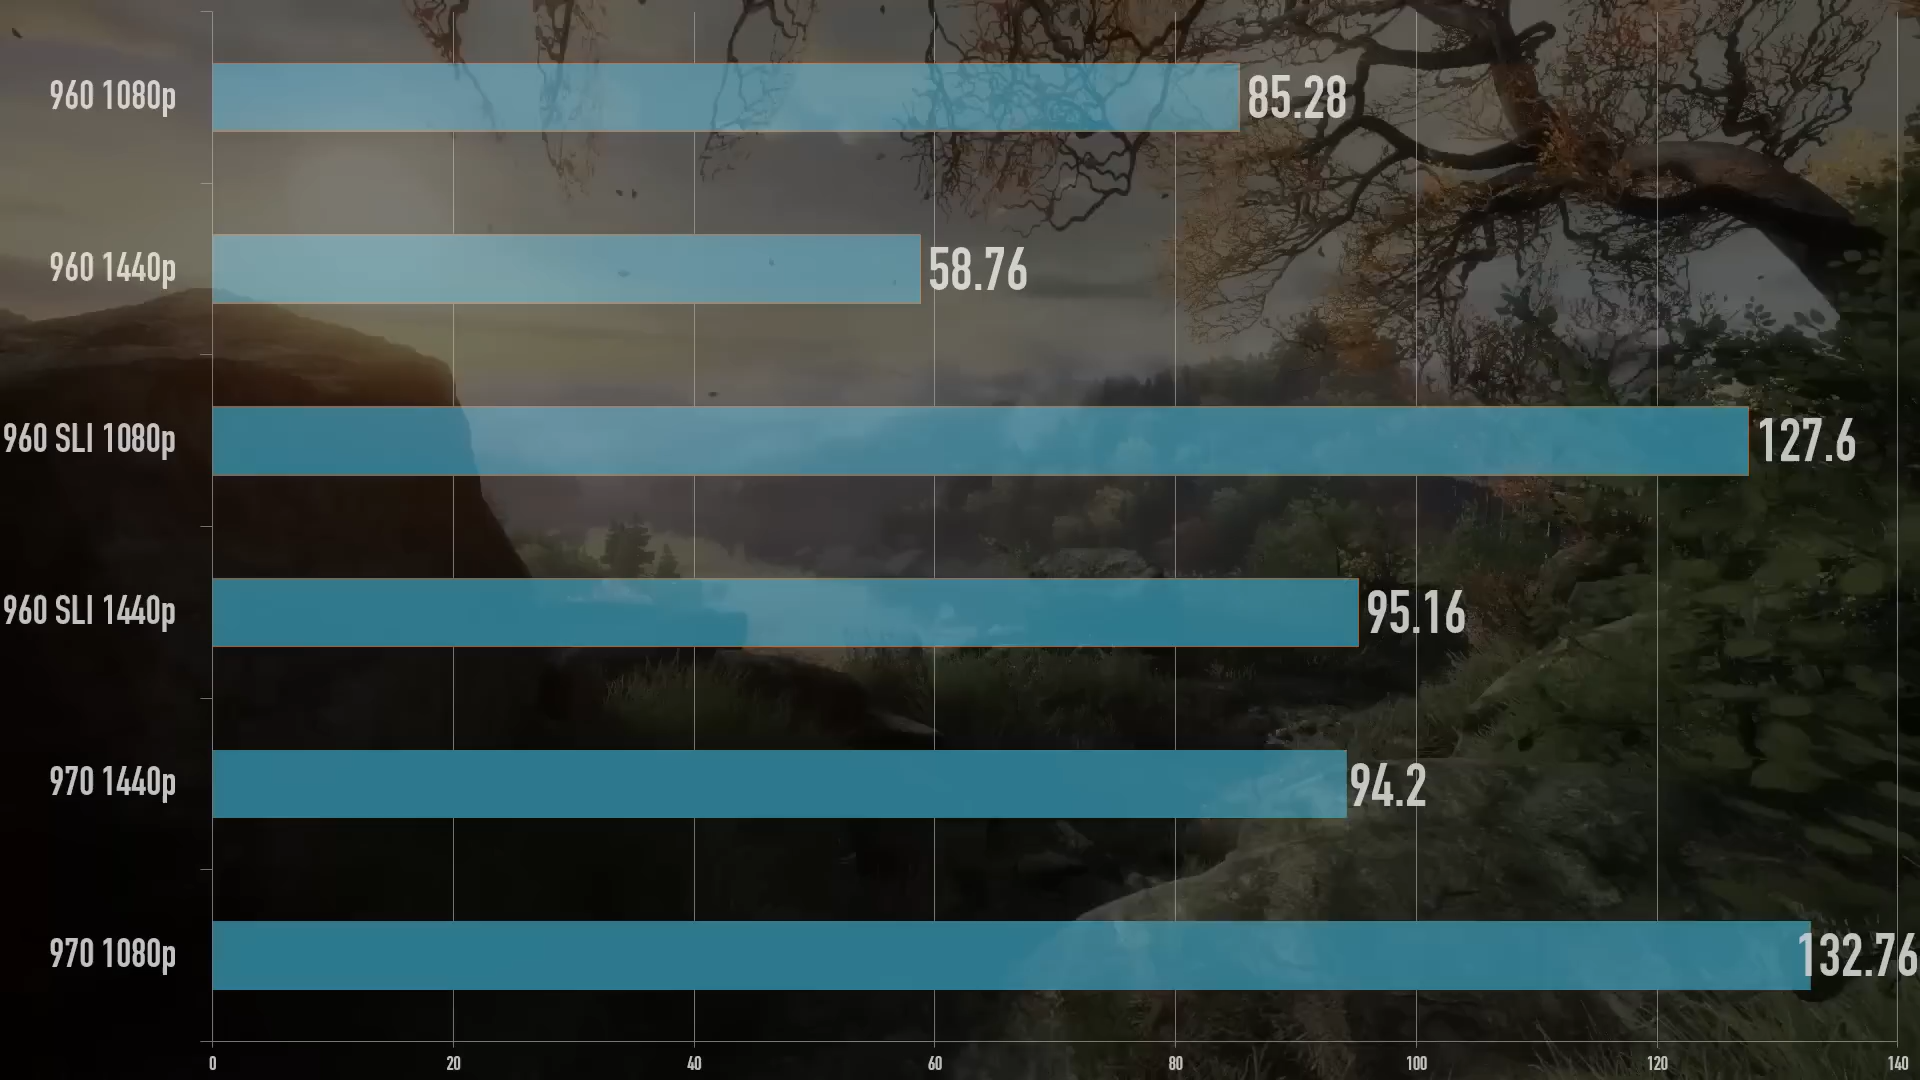 960 1080p 85.28
960 1440p 58.76
960 SLI 1080p 127.6
960 SLI 1440p 95.16
970 1440p 94.2
970 1080p 132.76
0 20 40 60 80 100 120 140